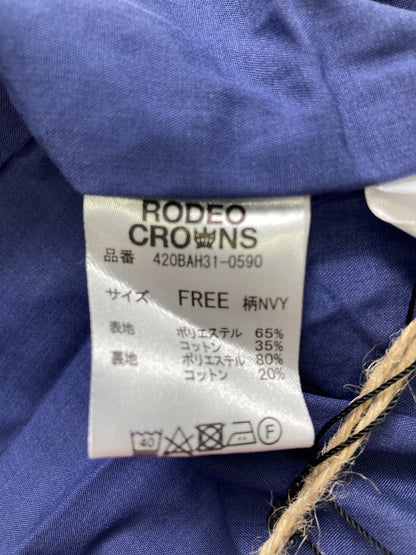 RODEO
CROWNS
品番 420BAH31-0590
サイズ FREE 柄NVY
表地 ポリエステル 65%
コットン 35%
裏地 ポリエステル 80%
コットン 20%
40 F